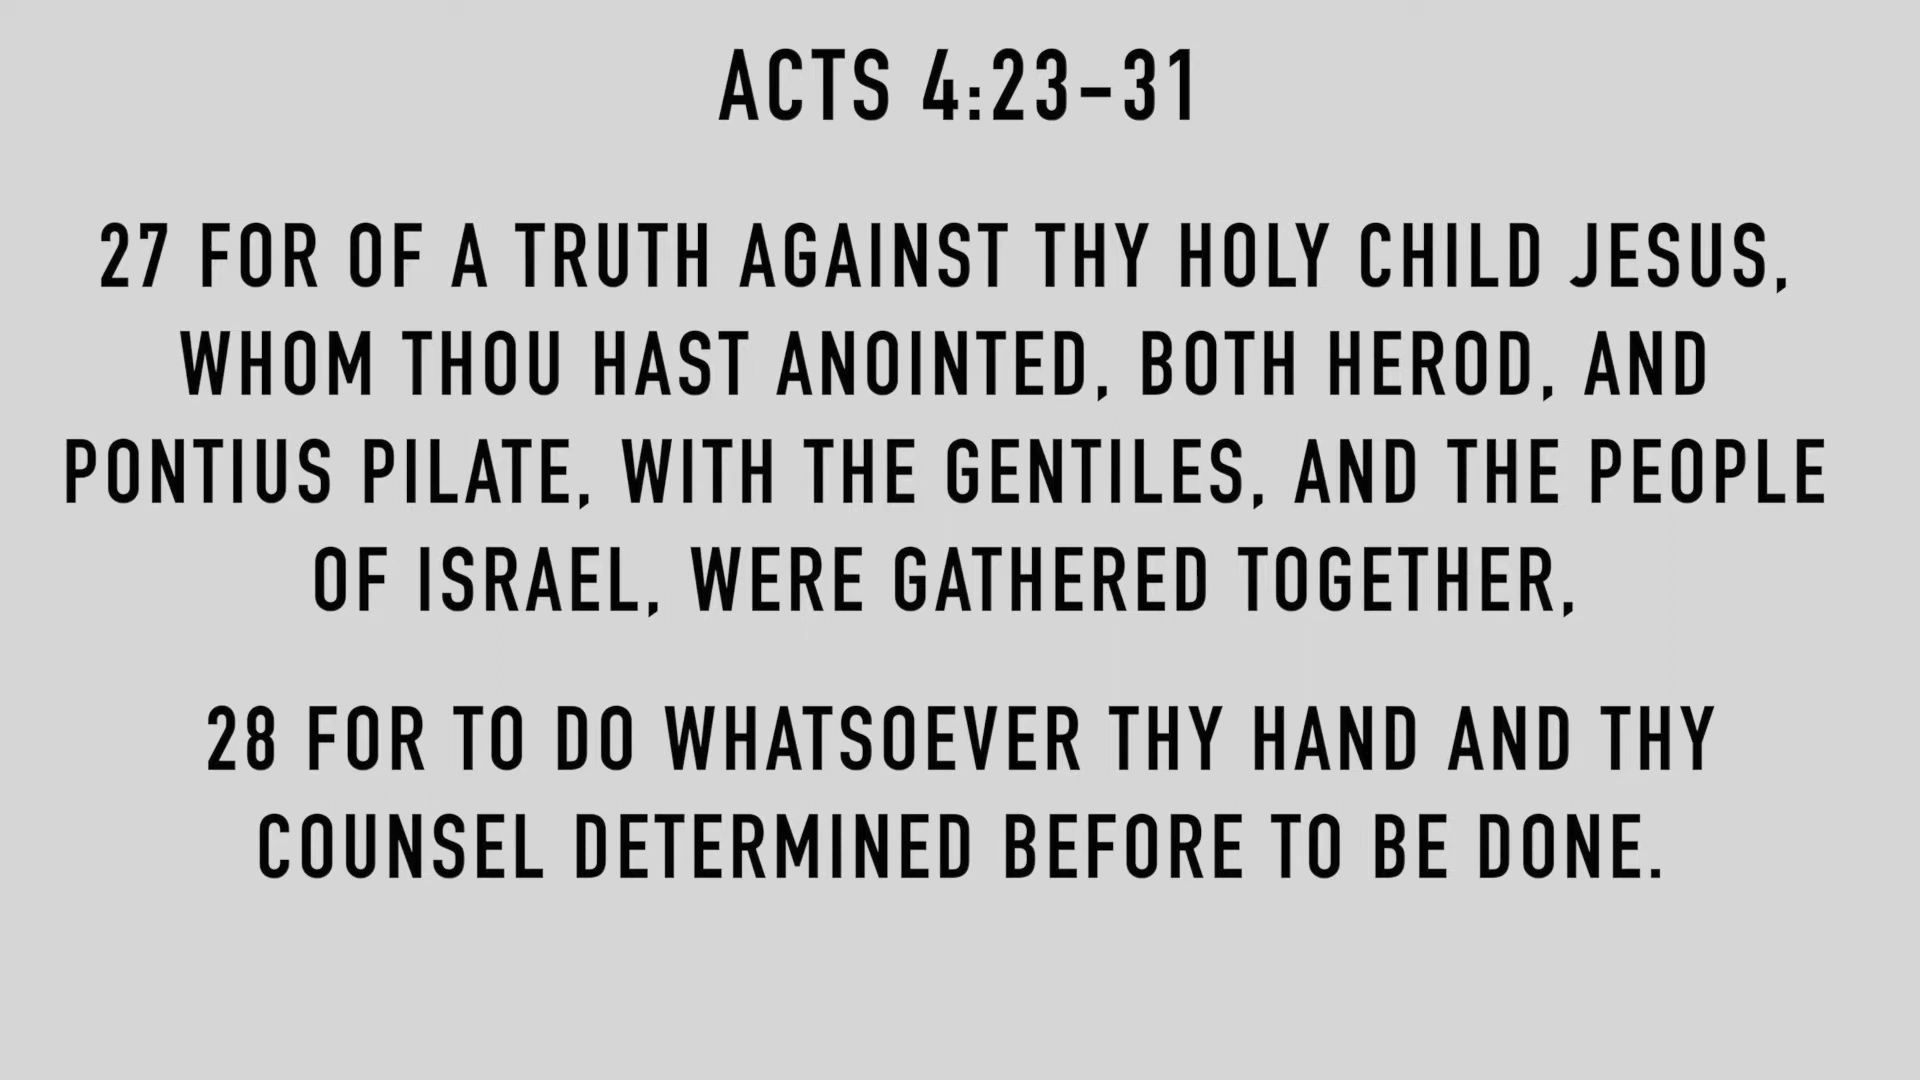 ACTS 4:23-31
27 FOR OF A TRUTH AGAINST THY HOLY CHILD JESUS,
WHOM THOU HAST ANOINTED, BOTH HEROD, AND
PONTIUS PILATE, WITH THE GENTILES, AND THE PEOPLE
OF ISRAEL, WERE GATHERED TOGETHER,
28 FOR TO DO WHATSOEVER THY HAND AND THY
COUNSEL DETERMINED BEFORE TO BE DONE.